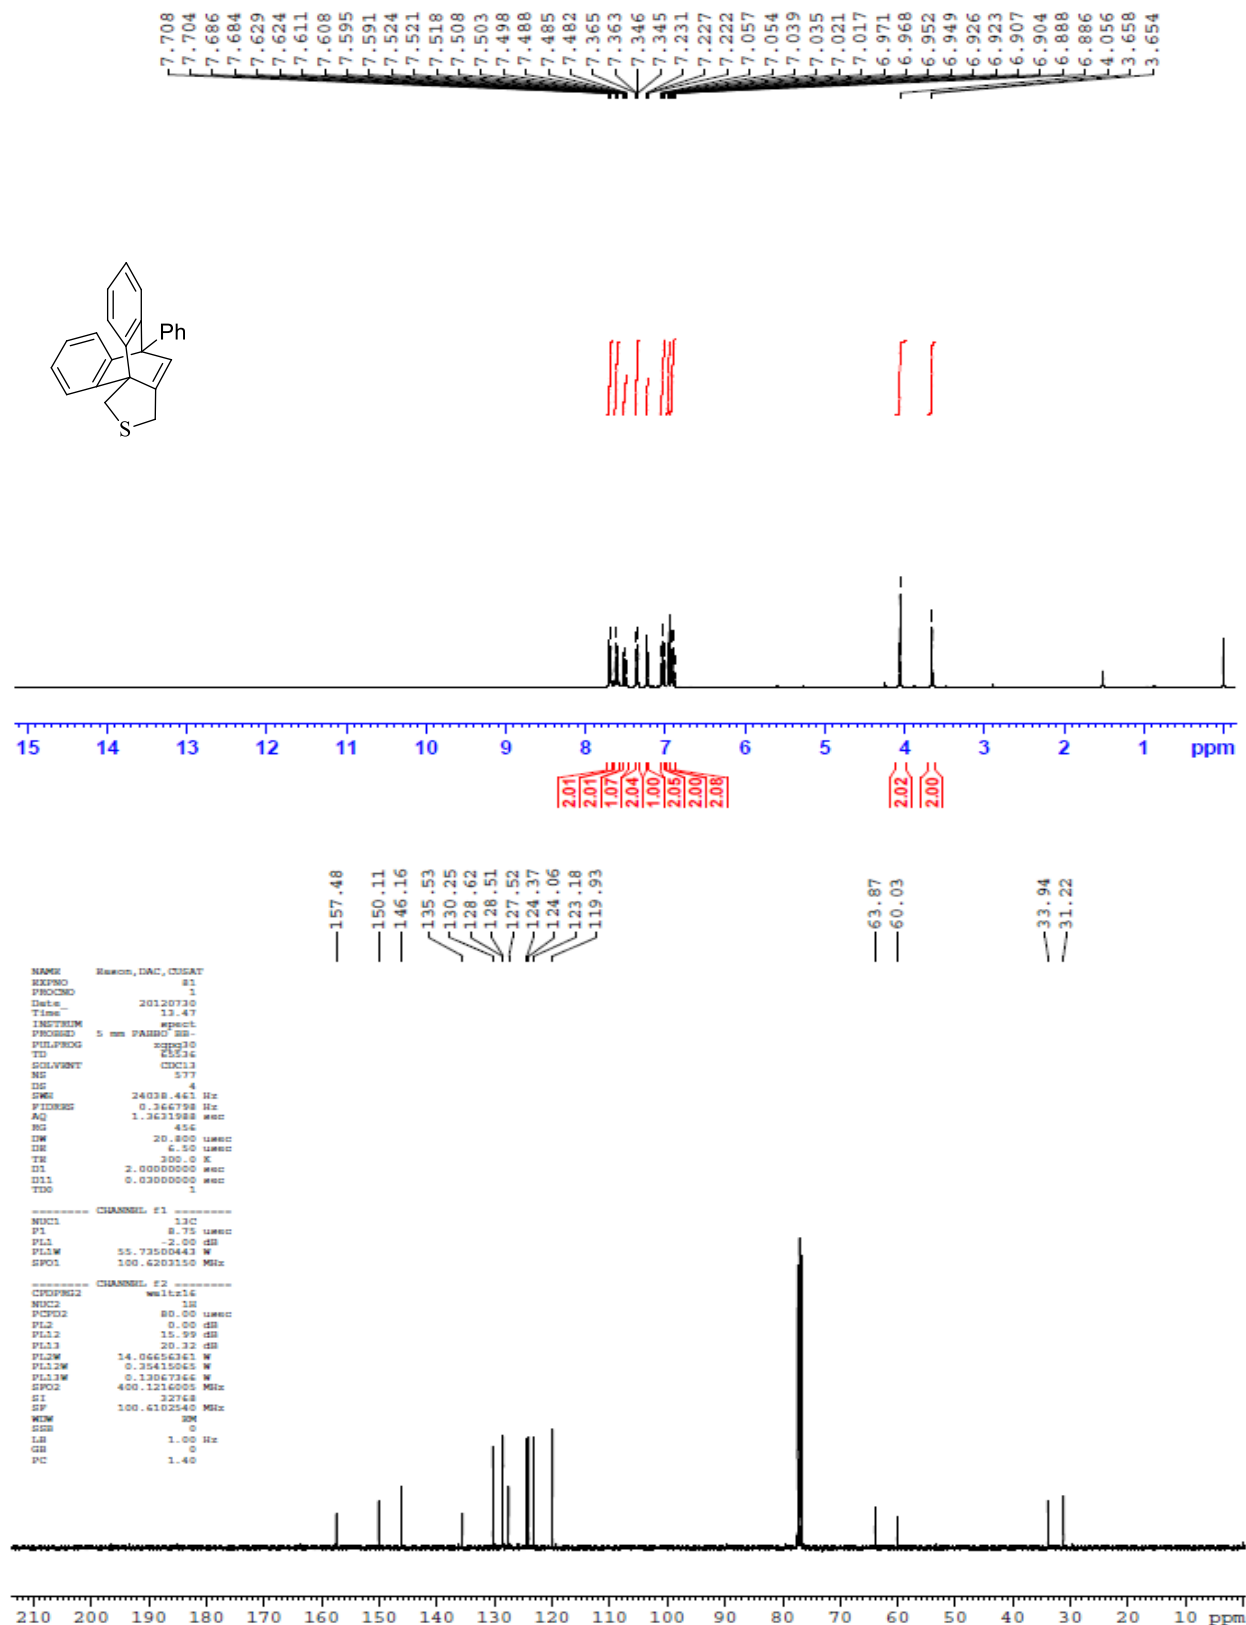 7.708 7.704 7.686 7.684 7.629 7.624 7.611 7.608 7.595 7.591 7.524 7.521 7.518 7.508 7.503 7.498 7.488 7.485 7.482 7.365 7.363 7.346 7.345 7.231 7.227 7.222 7.057 7.054 7.039 7.035 7.021 7.017 6.971 6.968 6.952 6.949 6.926 6.923 6.907 6.904 6.888 6.886 4.056 3.658 3.654
Ph
S
15 14 13 12 11 10 9 8 7 6 5 4 3 2 1 ppm
2.01 2.01 1.07 2.04 1.00 2.05 2.00 2.08 2.02 2.00
157.48 150.11 146.16 135.53 130.25 128.62 128.51 127.52 124.37 124.06 123.18 119.93 63.87 60.03 33.94 31.22
NAME Eason,DAC,CUSAT
EXPNO 81
PROCNO 1
Date_ 20120730
Time 13.47
INSTRUM spect
PROBHD 5 mm PABBO BB-
PULPROG zgpg30
TD 65536
SOLVENT CDCl3
NS 577
DS 4
SWH 24038.461 Hz
FIDRES 0.366798 Hz
AQ 1.3631988 sec
RG 456
DW 20.800 usec
DE 6.50 usec
TE 300.0 K
D1 2.00000000 sec
D11 0.03000000 sec
TD0 1
======== CHANNEL f1 ========
NUC1 13C
P1 8.75 usec
PL1 -2.00 dB
PL1W 55.73500443 W
SFO1 100.6203150 MHz
======== CHANNEL f2 ========
CPDPRG2 waltz16
NUC2 1H
PCPD2 80.00 usec
PL2 0.00 dB
PL12 15.99 dB
PL13 20.32 dB
PL2W 14.06656361 W
PL12W 0.35415065 W
PL13W 0.13067366 W
SFO2 400.1216005 MHz
SI 32768
SF 100.6102540 MHz
WDW EM
SSB 0
LB 1.00 Hz
GB 0
PC 1.40
210 200 190 180 170 160 150 140 130 120 110 100 90 80 70 60 50 40 30 20 10 ppm